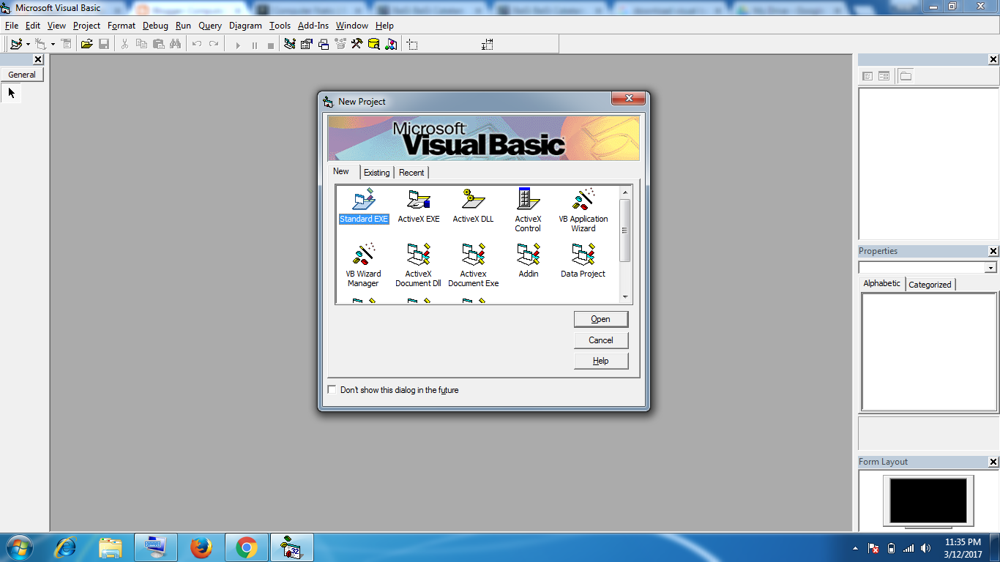 Microsoft Visual Basic
File Edit View Project Format Debug Run Query Diagram Tools Add-Ins Window Help
General
New Project
Microsoft
Visual Basic
New Existing Recent
Standard EXE ActiveX EXE ActiveX DLL ActiveX Control VB Application Wizard
VB Wizard Manager ActiveX Document Dll Activex Document Exe Addin Data Project
Open
Cancel
Help
Don't show this dialog in the future
Properties
Alphabetic Categorized
Form Layout
32
11:35 PM
3/12/2017